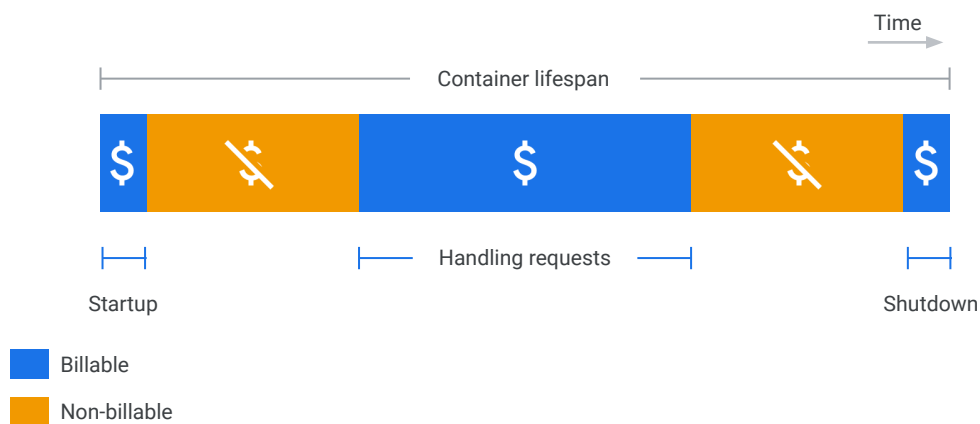 Time
Container lifespan
$ $ $ $ $
Handling requests
Startup
Shutdown
Billable
Non-billable